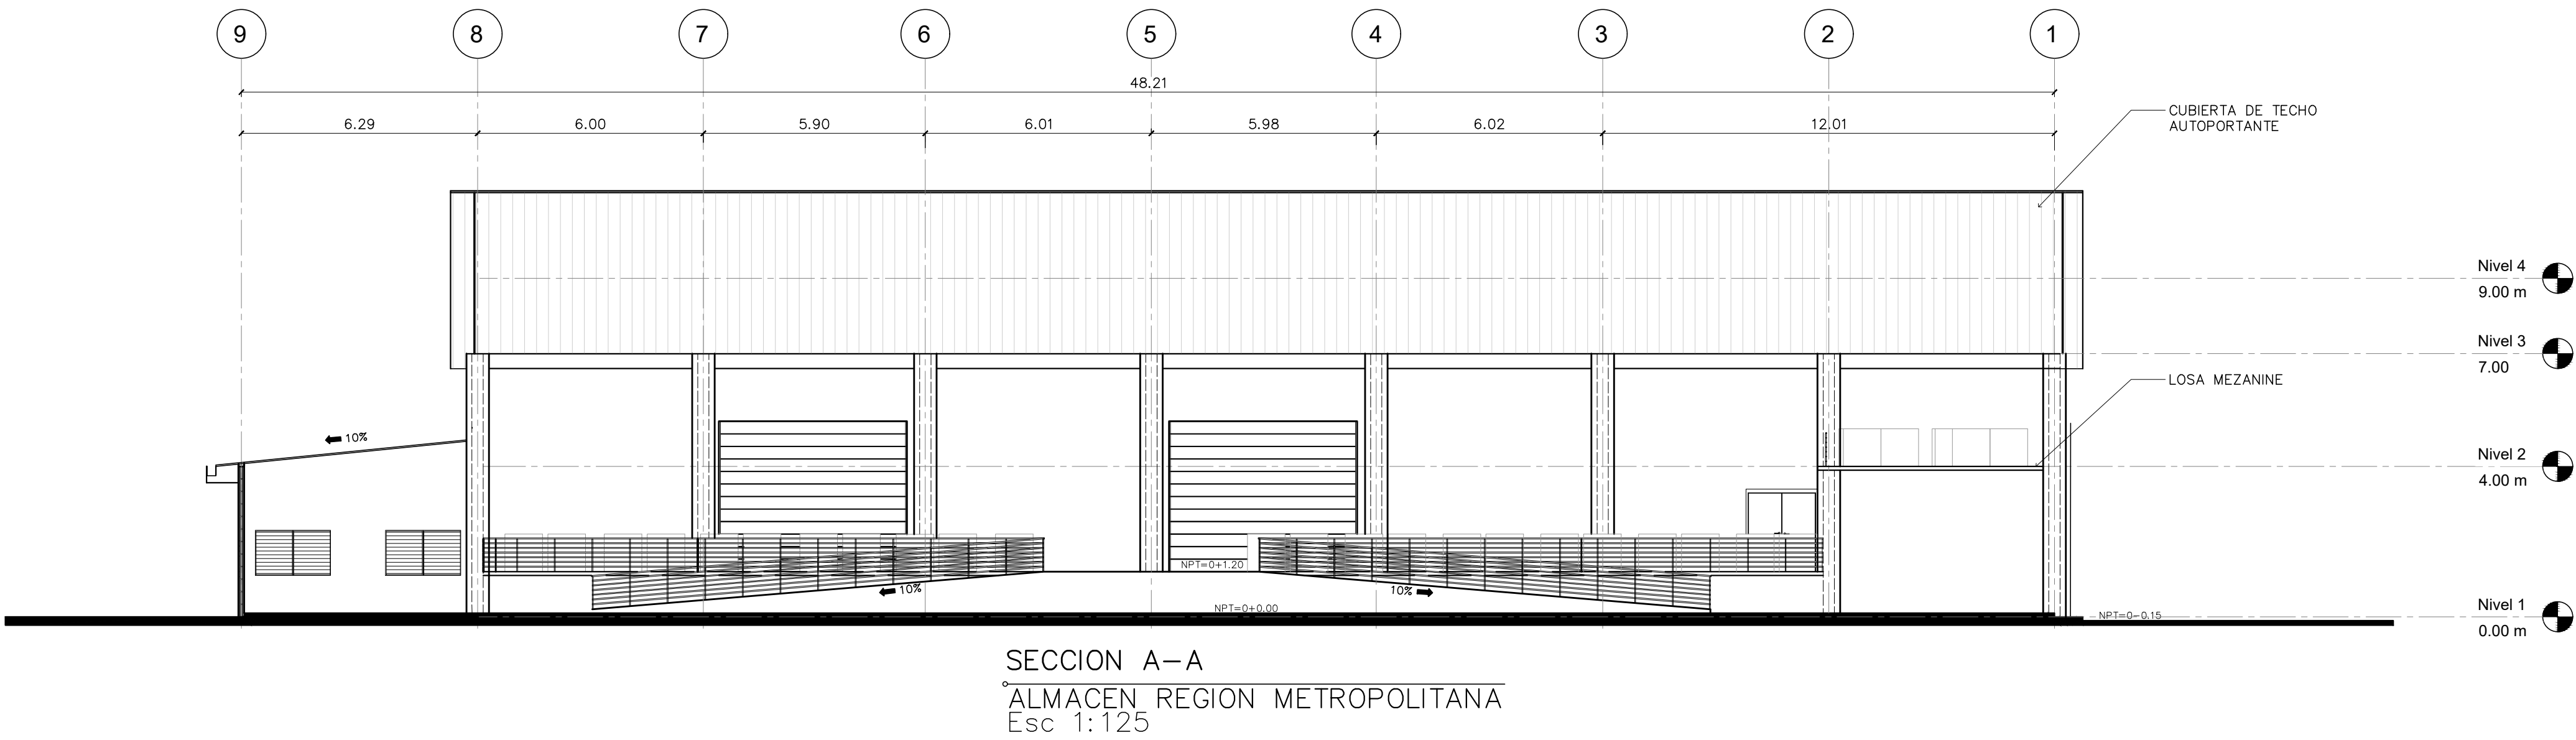 9 8 7 6 5 4 3 2 1
48.21
6.29 6.00 5.90 6.01 5.98 6.02 12.01
CUBIERTA DE TECHO
AUTOPORTANTE
Nivel 4
9.00 m
Nivel 3
7.00
LOSA MEZANINE
10%
Nivel 2
4.00 m
NPT=0+1.20
10% 10%
NPT=0+0.00
Nivel 1
NPT=0-0.15
0.00 m
SECCION A-A
ALMACEN REGION METROPOLITANA
Esc 1:125